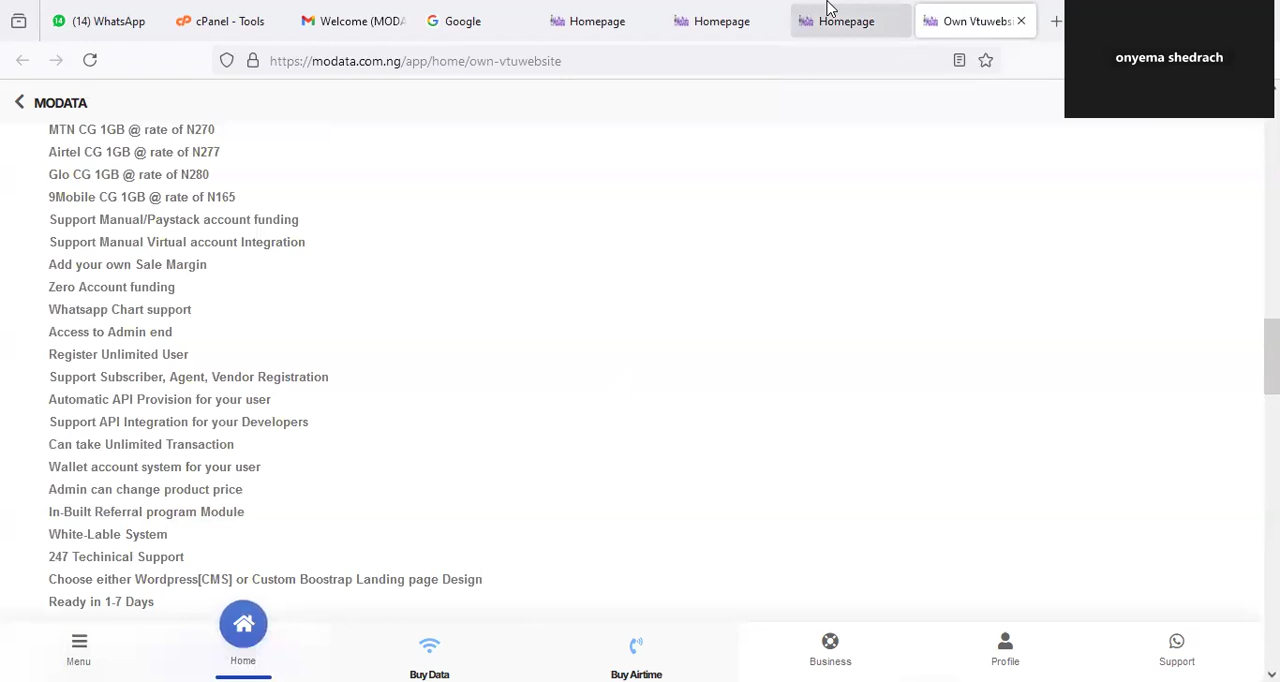 (14) WhatsApp
cPanel - Tools
Welcome (MODA
Google
Homepage
Homepage
Homepage
Own Vtuwebsi
https://modata.com.ng/app/home/own-vtuwebsite
onyema shedrach
MODATA
MTN CG 1GB @ rate of N270
Airtel CG 1GB @ rate of N277
Glo CG 1GB @ rate of N280
9Mobile CG 1GB @ rate of N165
Support Manual/Paystack account funding
Support Manual Virtual account Integration
Add your own Sale Margin
Zero Account funding
Whatsapp Chart support
Access to Admin end
Register Unlimited User
Support Subscriber, Agent, Vendor Registration
Automatic API Provision for your user
Support API Integration for your Developers
Can take Unlimited Transaction
Wallet account system for your user
Admin can change product price
In-Built Referral program Module
White-Lable System
247 Techinical Support
Choose either Wordpress[CMS] or Custom Boostrap Landing page Design
Ready in 1-7 Days
Menu
Home
Buy Data
Buy Airtime
Business
Profile
Support